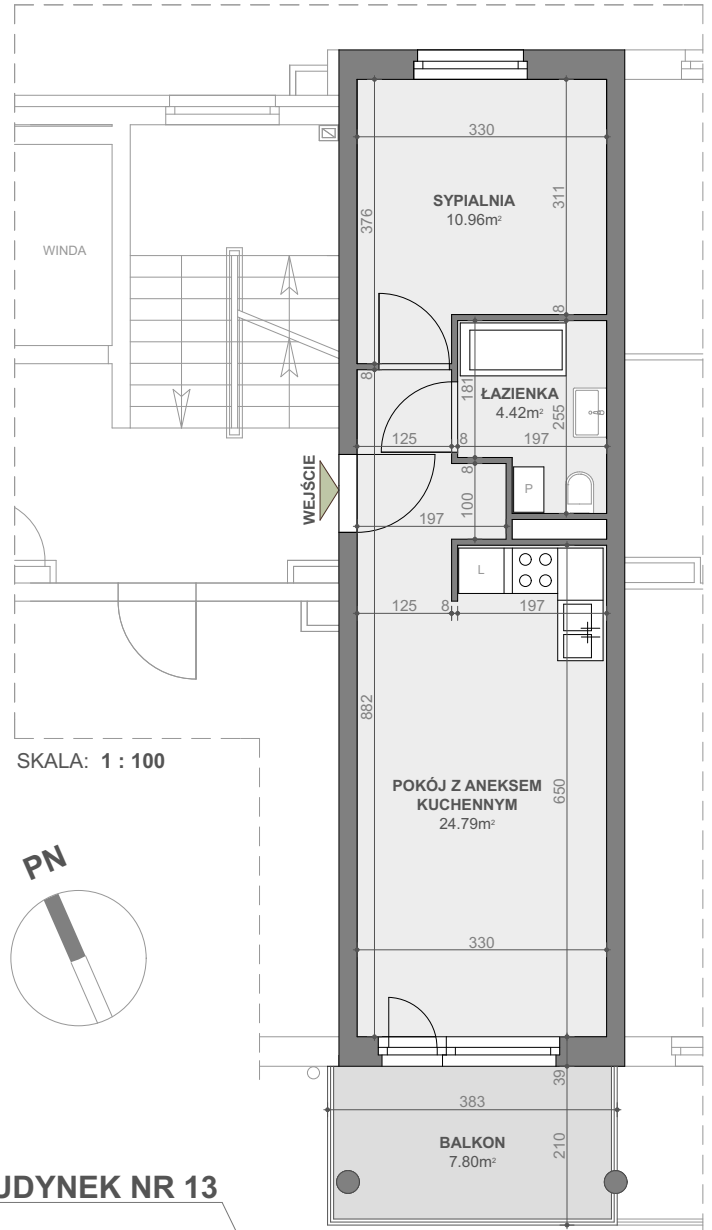 330
SYPIALNIA
10.96m²
376
311
WINDA
8
8
181
ŁAZIENKA
4.42m²
255
125
8
197
WEJŚCIE
8
P
197
100
L
125
8
197
882
SKALA: 1 : 100
POKÓJ Z ANEKSEM
KUCHENNYM
24.79m²
650
PN
330
39
383
BALKON
7.80m²
210
UDYNEK NR 13